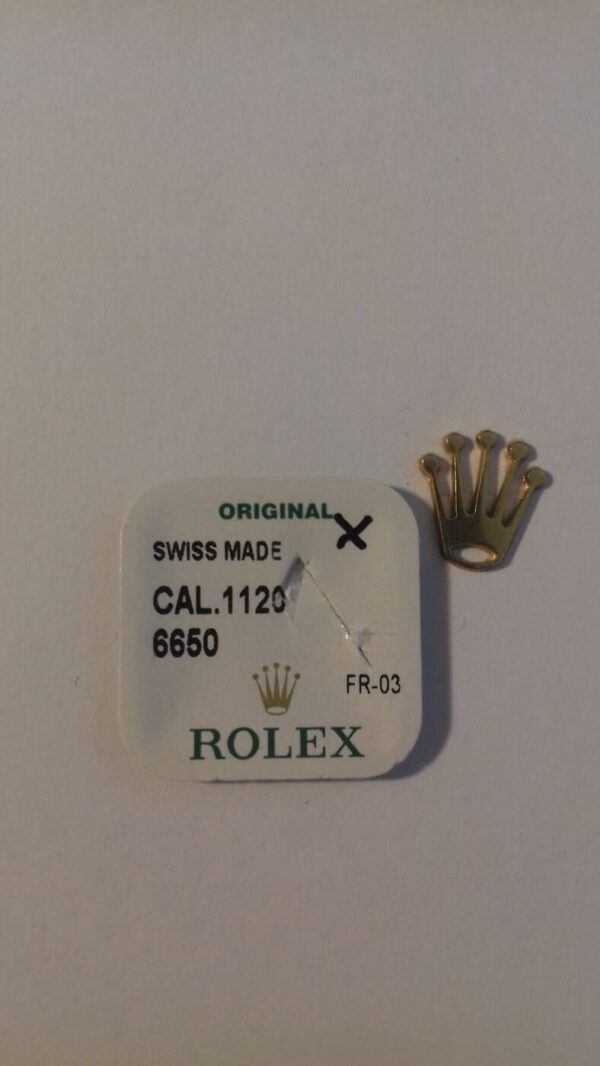 ORIGINAL
SWISS MADE
CAL.1120
6650
FR-03
ROLEX